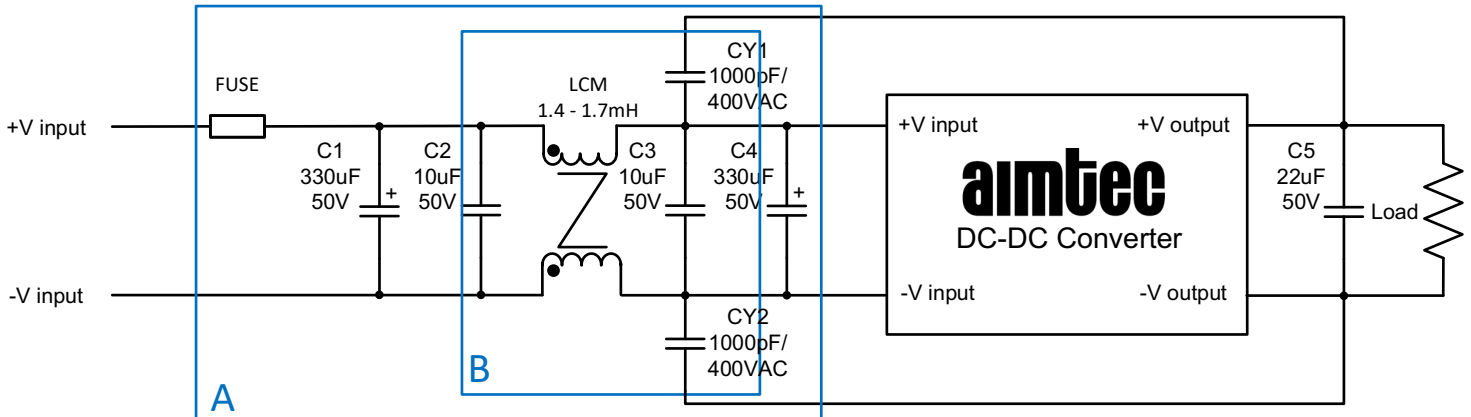 FUSE
+V input
C1
330uF
50V
+
C2
10uF
50V
LCM
1.4 - 1.7mH
CY1
1000pF/
400VAC
C3
10uF
50V
C4
330uF
50V
+
+V input
+V output
aimtec
DC-DC Converter
C5
22uF
50V
Load
-V input
-V input
-V output
CY2
1000pF/
400VAC
A
B